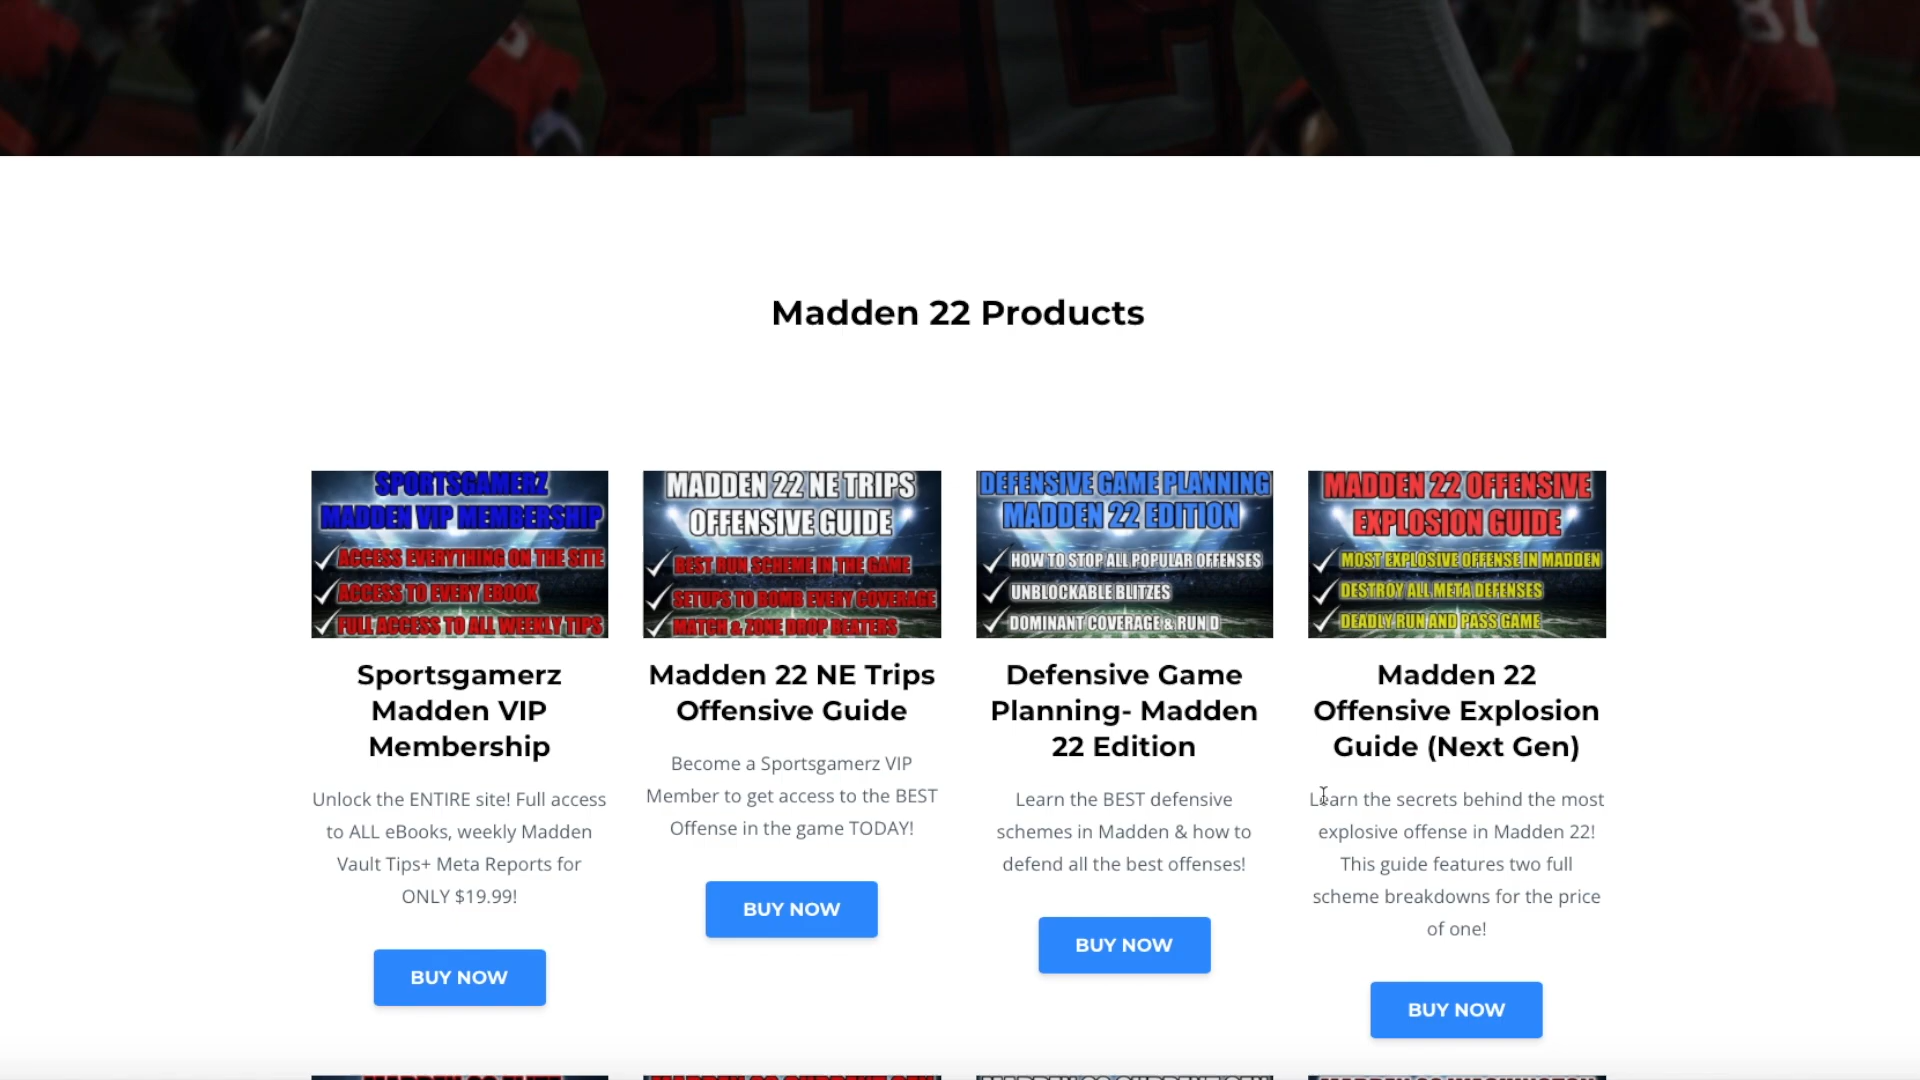 Madden 22 Products
SPORTSGAMERZ
MADDEN VIP MEMBERSHIP
ACCESS EVERYTHING ON THE SITE
ACCESS TO EVERY EBOOK
FULL ACCESS TO ALL WEEKLY TIPS
Sportsgamerz
Madden VIP
Membership
Unlock the ENTIRE site! Full access
to ALL eBooks, weekly Madden
Vault Tips+ Meta Reports for
ONLY $19.99!
BUY NOW
MADDEN 22 NE TRIPS
OFFENSIVE GUIDE
BEST RUN SCHEME IN THE GAME
SETUPS TO BOMB EVERY COVERAGE
MATCH & ZONE DROP BEATERS
Madden 22 NE Trips
Offensive Guide
Become a Sportsgamerz VIP
Member to get access to the BEST
Offense in the game TODAY!
BUY NOW
DEFENSIVE GAME PLANNING
MADDEN 22 EDITION
HOW TO STOP ALL POPULAR OFFENSES
UNBLOCKABLE BLITZES
DOMINANT COVERAGE & RUN D
Defensive Game
Planning- Madden
22 Edition
Learn the BEST defensive
schemes in Madden & how to
defend all the best offenses!
BUY NOW
MADDEN 22 OFFENSIVE
EXPLOSION GUIDE
MOST EXPLOSIVE OFFENSE IN MADDEN
DESTROY ALL META DEFENSES
DEADLY RUN AND PASS GAME
Madden 22
Offensive Explosion
Guide (Next Gen)
Learn the secrets behind the most
explosive offense in Madden 22!
This guide features two full
scheme breakdowns for the price
of one!
BUY NOW